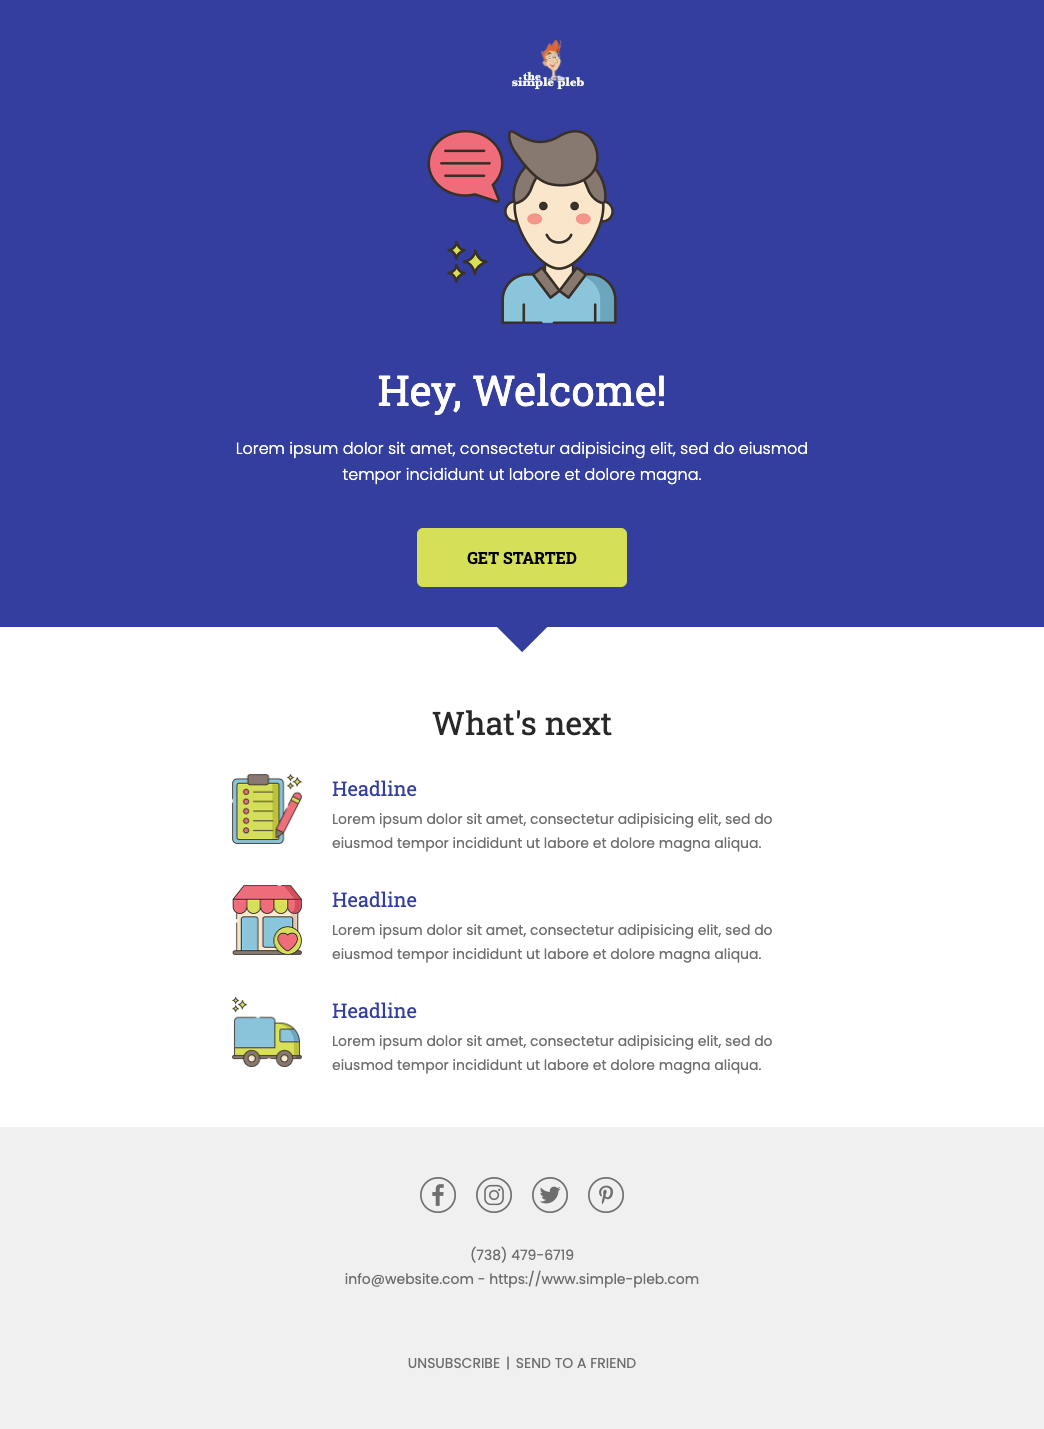 the
simple pleb
Hey, Welcome!
Lorem ipsum dolor sit amet, consectetur adipisicing elit, sed do eiusmod
tempor incididunt ut labore et dolore magna.
GET STARTED
What's next
Headline
Lorem ipsum dolor sit amet, consectetur adipisicing elit, sed do
eiusmod tempor incididunt ut labore et dolore magna aliqua.
Headline
Lorem ipsum dolor sit amet, consectetur adipisicing elit, sed do
eiusmod tempor incididunt ut labore et dolore magna aliqua.
Headline
Lorem ipsum dolor sit amet, consectetur adipisicing elit, sed do
eiusmod tempor incididunt ut labore et dolore magna aliqua.
(738) 479-6719
info@website.com - https://www.simple-pleb.com
UNSUBSCRIBE | SEND TO A FRIEND